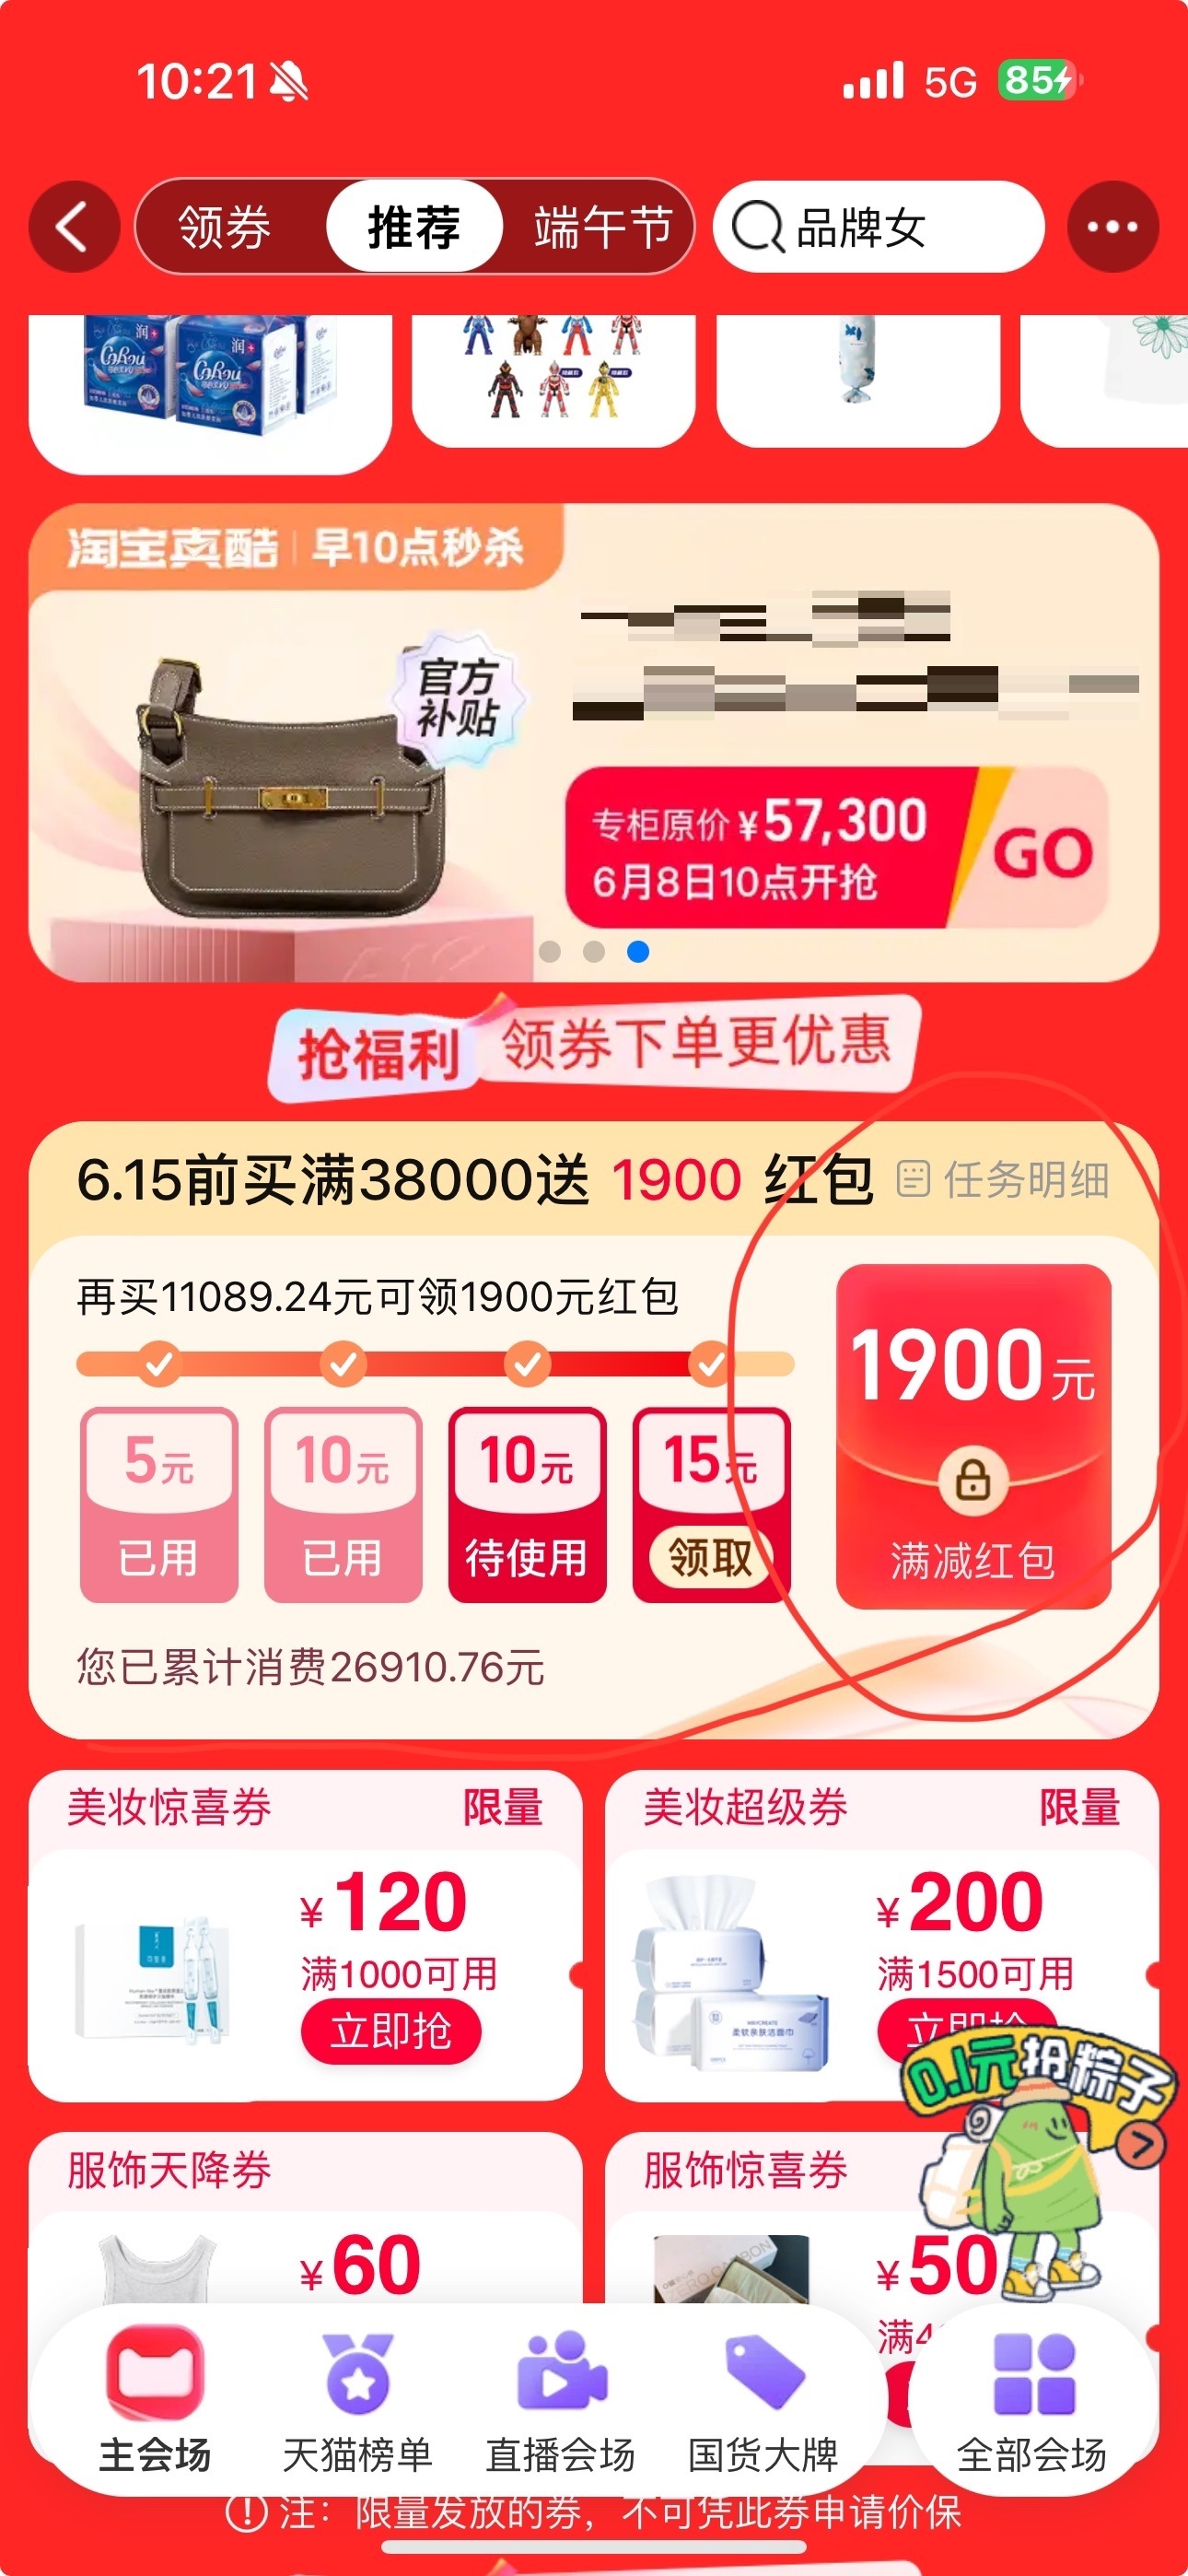 10:21
5G
85
领券
推荐
端午节
品牌女
润
CoRou
润
CoRou
淘宝真酷
早10点秒杀
官方
补贴
专柜原价¥57,300
6月8日10点开抢
GO
抢福利
领券下单更优惠
6.15前买满38000送 1900 红包
任务明细
再买11089.24元可领1900元红包
5元
已用
10元
已用
10元
待使用
15元
领取
1900元
满减红包
您已累计消费26910.76元
美妆惊喜券
限量
¥120
满1000可用
立即抢
美妆超级券
限量
柔软亲肤洁面巾
¥200
满1500可用
立即抢
0.1元抢粽子
服饰天降券
¥60
服饰惊喜券
¥50
满4
主会场
天猫榜单
直播会场
国货大牌
全部会场
注：限量发放的券，不可凭此券申请价保